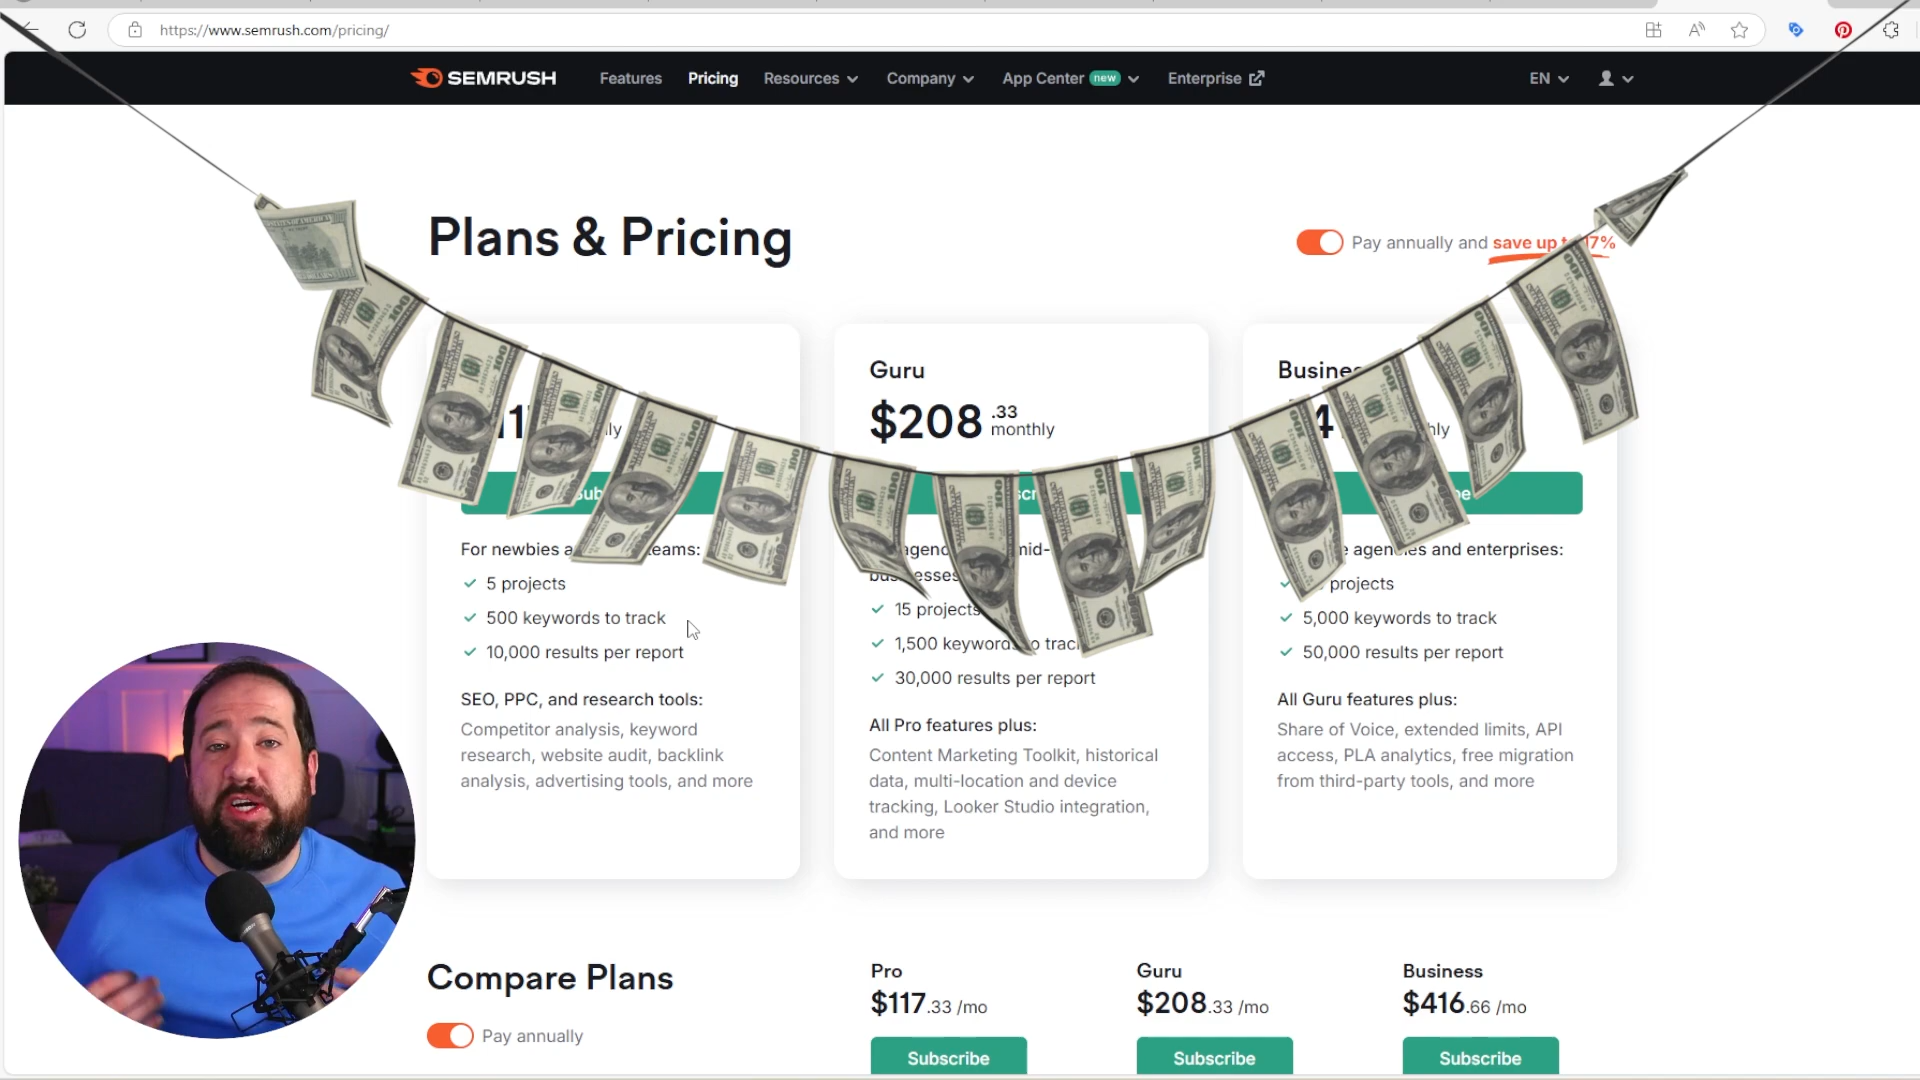 https://www.semrush.com/pricing/
SEMRUSH
Features
Pricing
Resources
Company
App Center new
Enterprise
EN
Plans & Pricing
Pay annually and save up 17%
Guru
$208.33 monthly
For newbies teams:
5 projects
500 keywords to track
10,000 results per report
SEO, PPC, and research tools:
Competitor analysis, keyword
research, website audit, backlink
analysis, advertising tools, and more
15 projects
1,500 keywords
30,000 results per report
All Pro features plus:
Content Marketing Toolkit, historical
data, multi-location and device
tracking, Looker Studio integration,
and more
agencies and enterprises:
projects
5,000 keywords to track
50,000 results per report
All Guru features plus:
Share of Voice, extended limits, API
access, PLA analytics, free migration
from third-party tools, and more
Compare Plans
Pay annually
Pro
$117.33 /mo
Subscribe
Guru
$208.33 /mo
Subscribe
Business
$416.66 /mo
Subscribe